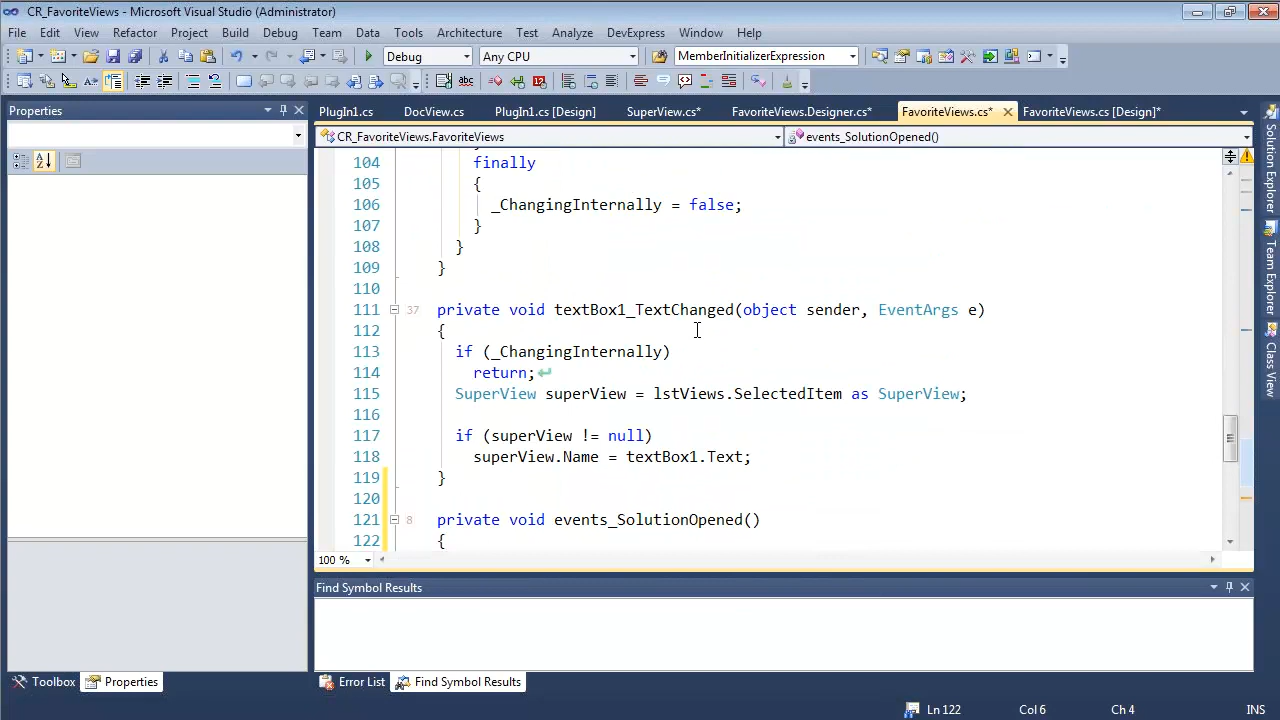 CR_FavoriteViews - Microsoft Visual Studio (Administrator)
File Edit View Refactor Project Build Debug Team Data Tools Architecture Test Analyze DevExpress Window Help
Debug Any CPU MemberInitializerExpression
Properties
PlugIn1.cs DocView.cs PlugIn1.cs [Design] SuperView.cs* FavoriteViews.Designer.cs* FavoriteViews.cs* FavoriteViews.cs [Design]*
CR_FavoriteViews.FavoriteViews events_SolutionOpened()
104 finally
105 {
106 _ChangingInternally = false;
107 }
108 }
109 }
110
111 37 private void textBox1_TextChanged(object sender, EventArgs e)
112 {
113 if (_ChangingInternally)
114 return;
115 SuperView superView = lstViews.SelectedItem as SuperView;
116
117 if (superView != null)
118 superView.Name = textBox1.Text;
119 }
120
121 8 private void events_SolutionOpened()
122 {
100 %
Find Symbol Results
Toolbox Properties
Error List Find Symbol Results
Ln 122 Col 6 Ch 4 INS
Solution Explorer
Team Explorer
Class View